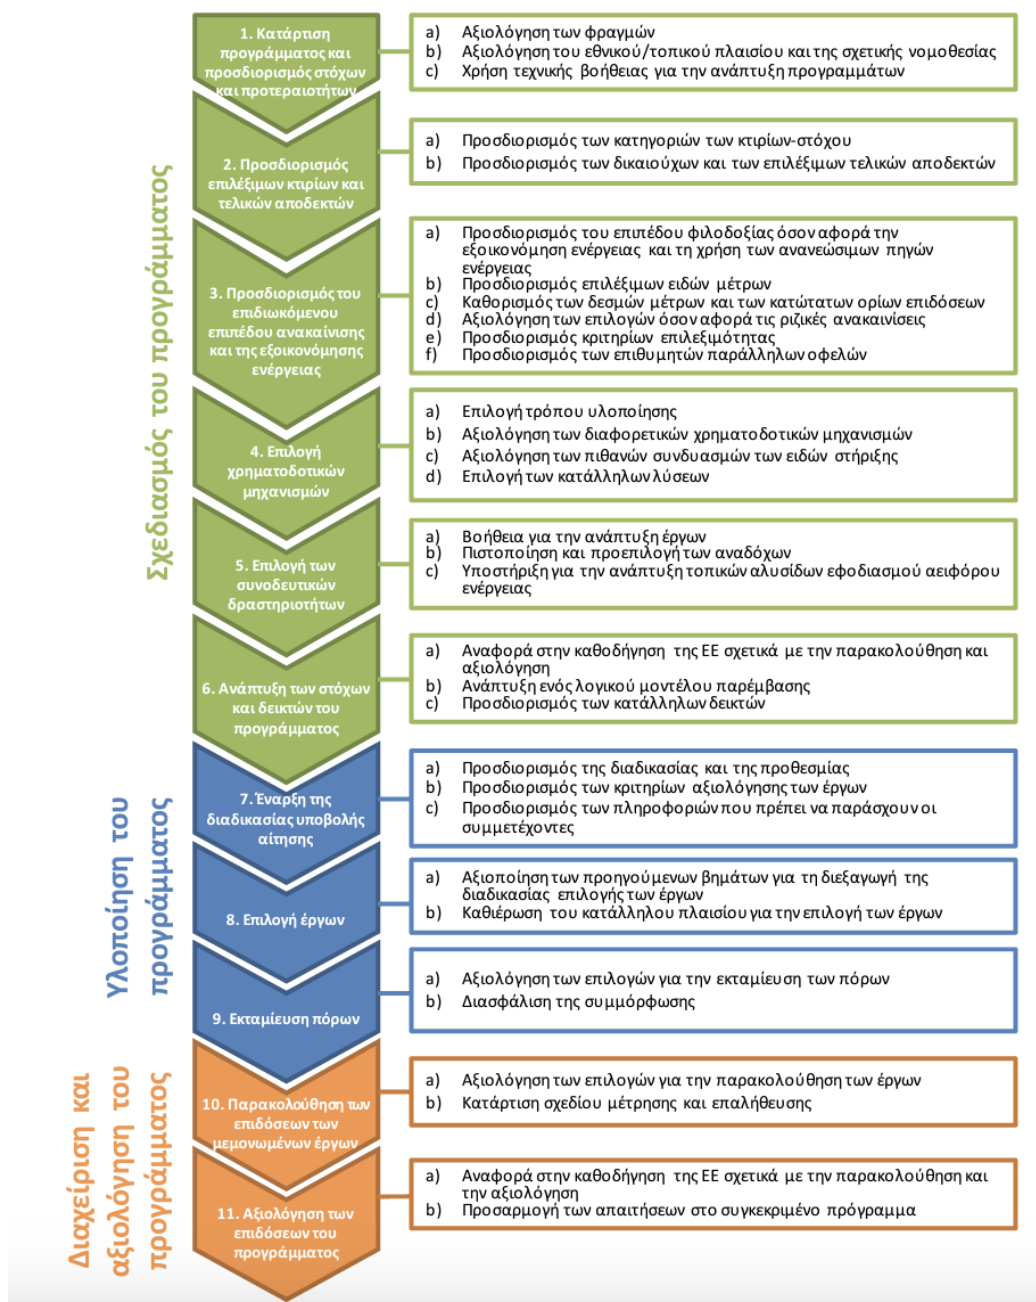 Σχεδιασμός του προγράμματος
1. Κατάρτιση
προγράμματος και
προσδιορισμός στόχων
και προτεραιοτήτων
a) Αξιολόγηση των φραγμών
b) Αξιολόγηση του εθνικού/τοπικού πλαισίου και της σχετικής νομοθεσίας
c) Χρήση τεχνικής βοήθειας για την ανάπτυξη προγραμμάτων
2. Προσδιορισμός
επιλέξιμων κτιρίων και
τελικών αποδεκτών
a) Προσδιορισμός των κατηγοριών των κτιρίων-στόχου
b) Προσδιορισμός των δικαιούχων και των επιλέξιμων τελικών αποδεκτών
3. Προσδιορισμός του
επιδιωκόμενου
επιπέδου ανακαίνισης
και της εξοικονόμησης
ενέργειας
a) Προσδιορισμός του επιπέδου φιλοδοξίας όσον αφορά την
εξοικονόμηση ενέργειας και τη χρήση των ανανεώσιμων πηγών
ενέργειας
b) Προσδιορισμός επιλέξιμων ειδών μέτρων
c) Καθορισμός των δεσμών μέτρων και των κατώτατων ορίων επιδόσεων
d) Αξιολόγηση των επιλογών όσον αφορά τις ριζικές ανακαινίσεις
e) Προσδιορισμός κριτηρίων επιλεξιμότητας
f) Προσδιορισμός των επιθυμητών παράλληλων οφελών
4. Επιλογή
χρηματοδοτικών
μηχανισμών
a) Επιλογή τρόπου υλοποίησης
b) Αξιολόγηση των διαφορετικών χρηματοδοτικών μηχανισμών
c) Αξιολόγηση των πιθανών συνδυασμών των ειδών στήριξης
d) Επιλογή των κατάλληλων λύσεων
5. Επιλογή των
συνοδευτικών
δραστηριοτήτων
a) Βοήθεια για την ανάπτυξη έργων
b) Πιστοποίηση και προεπιλογή των αναδόχων
c) Υποστήριξη για την ανάπτυξη τοπικών αλυσίδων εφοδιασμού αειφόρου
ενέργειας
6. Ανάπτυξη των στόχων
και δεικτών του
προγράμματος
a) Αναφορά στην καθοδήγηση της ΕΕ σχετικά με την παρακολούθηση και
αξιολόγηση
b) Ανάπτυξη ενός λογικού μοντέλου παρέμβασης
c) Προσδιορισμός των κατάλληλων δεικτών
Υλοποίηση του
προγράμματος
7. Έναρξη της
διαδικασίας υποβολής
αίτησης
a) Προσδιορισμός της διαδικασίας και της προθεσμίας
b) Προσδιορισμός των κριτηρίων αξιολόγησης των έργων
c) Προσδιορισμός των πληροφοριών που πρέπει να παράσχουν οι
συμμετέχοντες
8. Επιλογή έργων
a) Αξιοποίηση των προηγούμενων βημάτων για τη διεξαγωγή της
διαδικασίας επιλογής των έργων
b) Καθιέρωση του κατάλληλου πλαισίου για την επιλογή των έργων
9. Εκταμίευση πόρων
a) Αξιολόγηση των επιλογών για την εκταμίευση των πόρων
b) Διασφάλιση της συμμόρφωσης
Διαχείριση και
αξιολόγηση του
προγράμματος
10. Παρακολούθηση των
επιδόσεων των
μεμονωμένων έργων
a) Αξιολόγηση των επιλογών για την παρακολούθηση των έργων
b) Κατάρτιση σχεδίου μέτρησης και επαλήθευσης
11. Αξιολόγηση των
επιδόσεων του
προγράμματος
a) Αναφορά στην καθοδήγηση της ΕΕ σχετικά με την παρακολούθηση και
την αξιολόγηση
b) Προσαρμογή των απαιτήσεων στο συγκεκριμένο πρόγραμμα